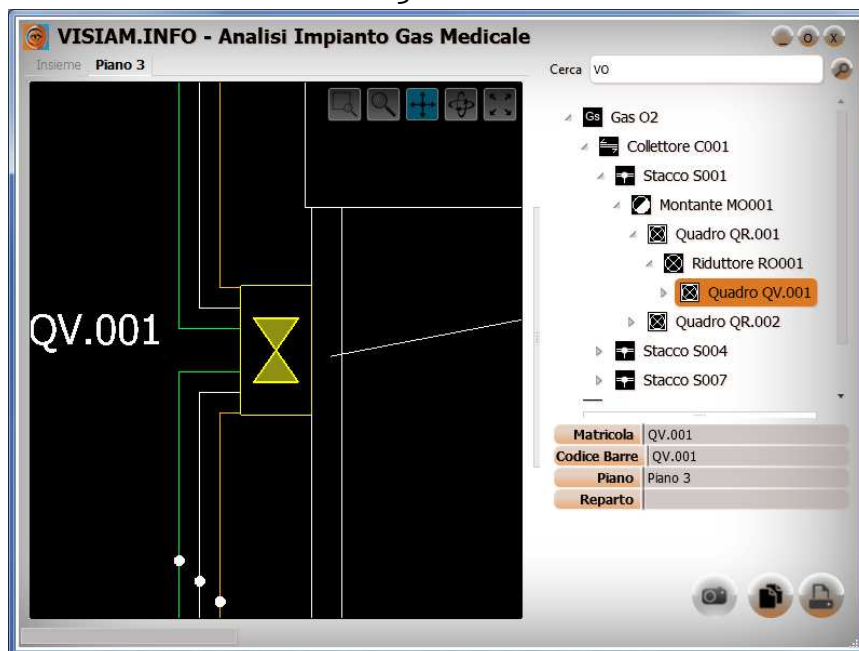 VISIAM.INFO - Analisi Impianto Gas Medicale
Insieme Piano 3
Cerca VO
QV.001
Gs Gas O2
Collettore C001
Stacco S001
Montante MO001
Quadro QR.001
Riduttore RO001
Quadro QV.001
Quadro QR.002
Stacco S004
Stacco S007
Matricola QV.001
Codice Barre QV.001
Piano Piano 3
Reparto